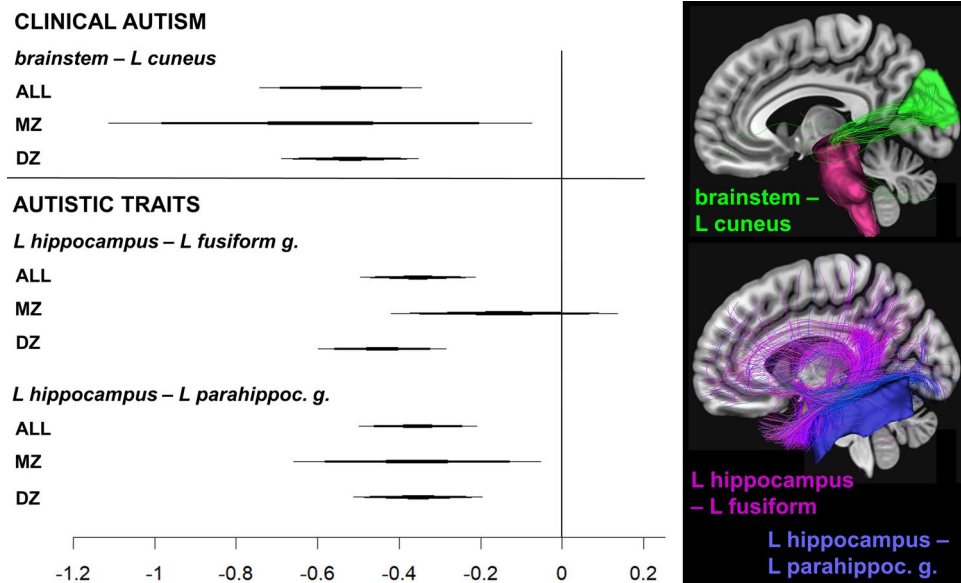 CLINICAL AUTISM
brainstem – L cuneus
ALL
MZ
DZ
AUTISTIC TRAITS
L hippocampus – L fusiform g.
ALL
MZ
DZ
L hippocampus – L parahippoc. g.
ALL
MZ
DZ
-1.2 -1 -0.8 -0.6 -0.4 -0.2 0 0.2
brainstem –
L cuneus
L hippocampus
– L fusiform
L hippocampus –
L parahippoc. g.